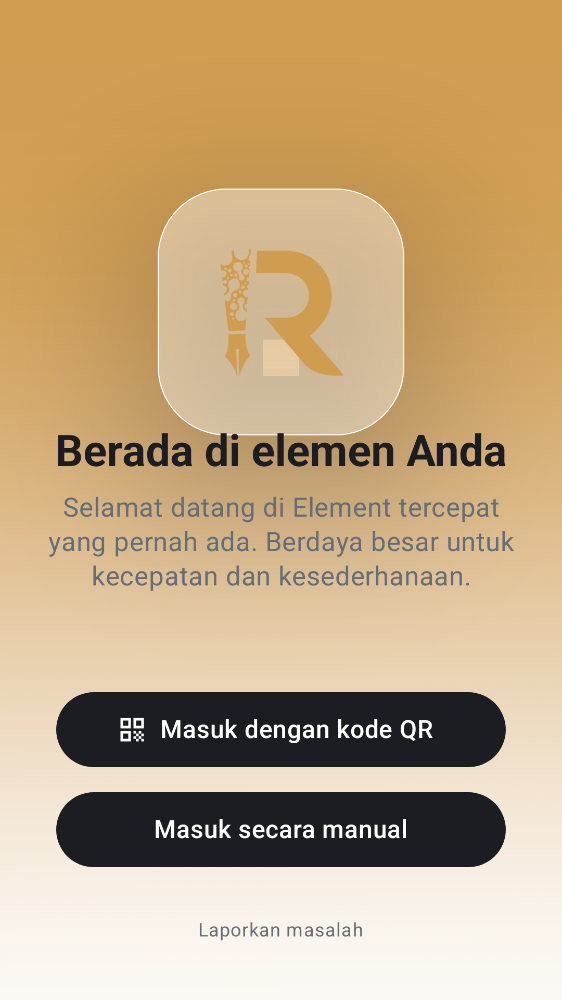 R
Berada di elemen Anda
Selamat datang di Element tercepat
yang pernah ada. Berdaya besar untuk
kecepatan dan kesederhanaan.
Masuk dengan kode QR
Masuk secara manual
Laporkan masalah